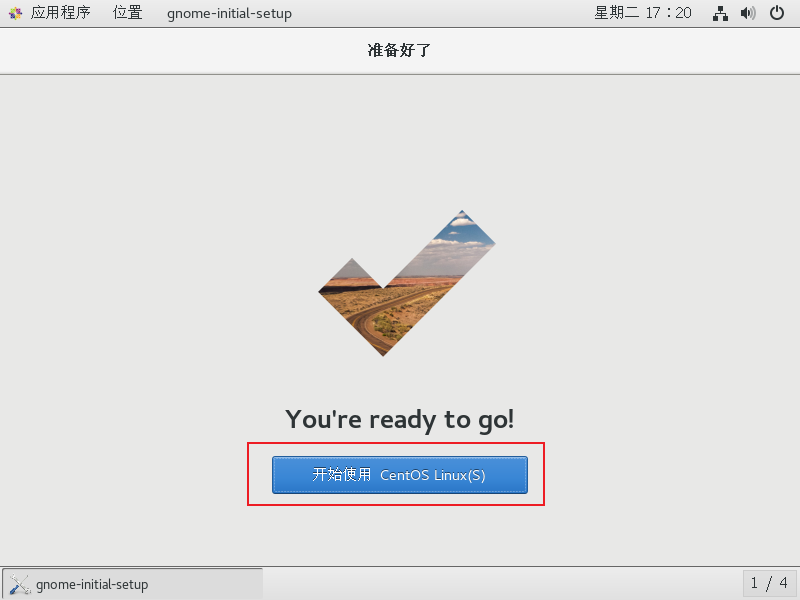 应用程序 位置 gnome-initial-setup 星期二 17：20
准备好了
You're ready to go!
开始使用 CentOS Linux(S)
gnome-initial-setup 1 / 4